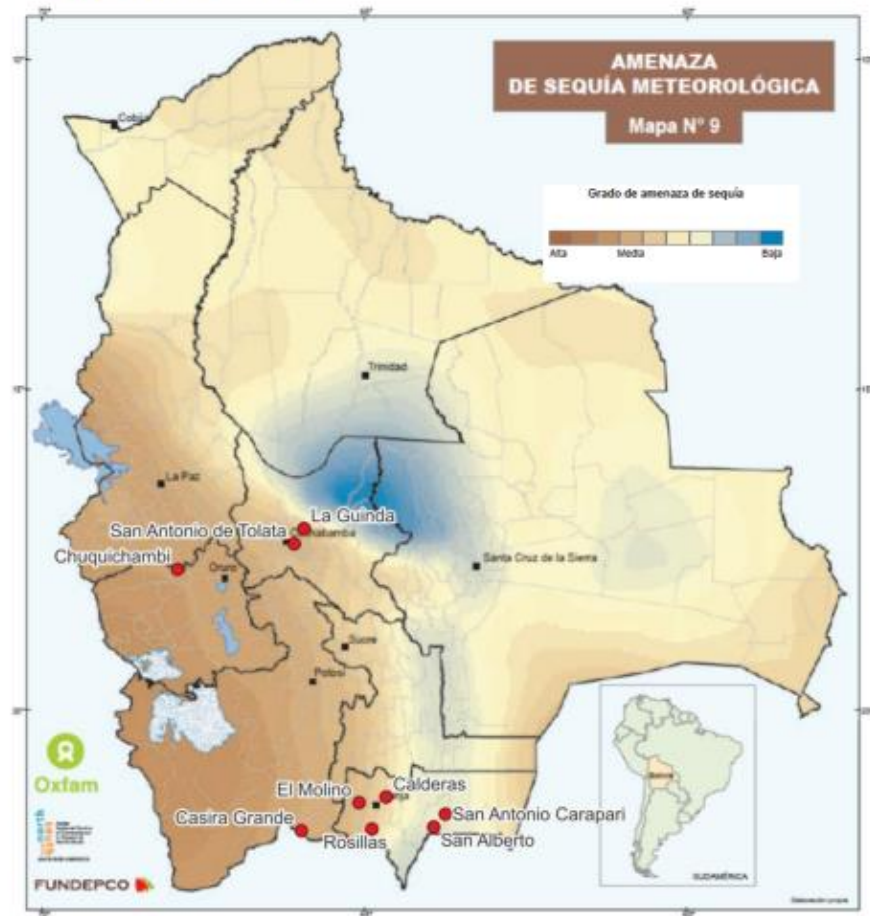 AMENAZA
DE SEQUÍA METEOROLÓGICA
Mapa N° 9
Grado de amenaza de sequía
Alta Media Baja
Trinidad
La Paz
La Guinda
San Antonio de Tolata
Chuquichambi
Oruro
Santa Cruz de la Sierra
Sucre
Potosí
Oxfam
El Molino
Calderas
Casira Grande
San Antonio Carapari
Rosillas
San Alberto
FUNDEPCO
SUDAMÉRICA
Elaboración propia